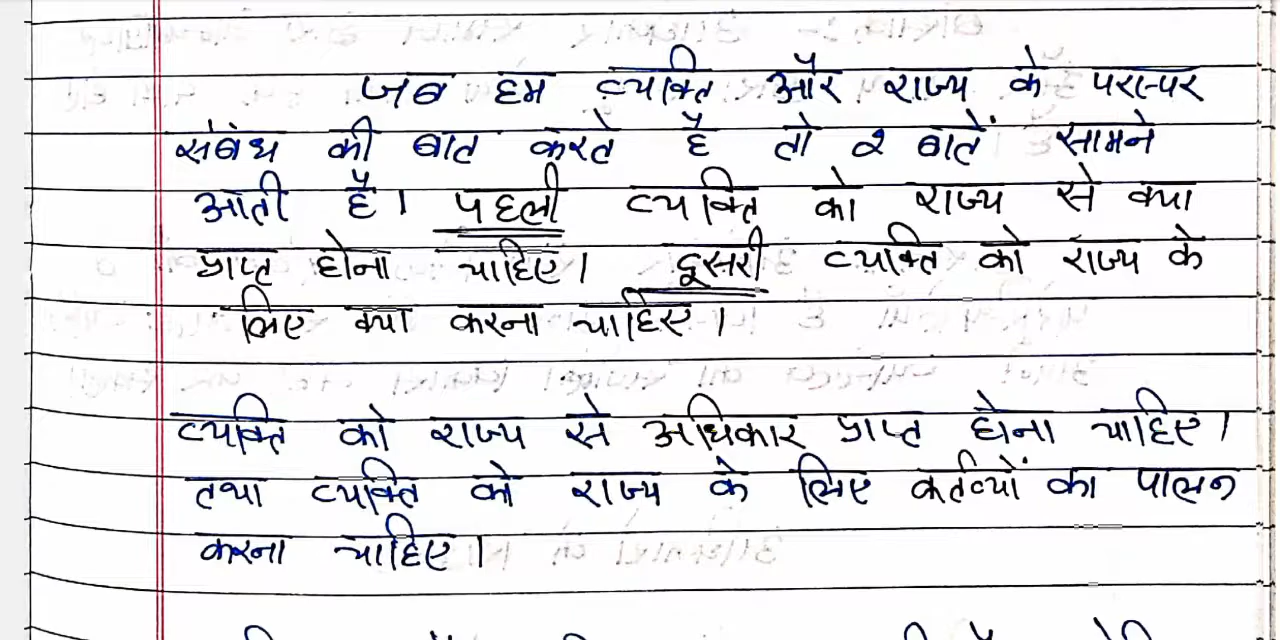 जब हम व्यक्ति और राज्य के परस्पर
संबंध की बात करते है तो 2 बातें सामने
आती है। पहली व्यक्ति को राज्य से क्या
प्राप्त होना चाहिए। दूसरी व्यक्ति को राज्य के
लिए क्या करना चाहिए।
व्यक्ति को राज्य से अधिकार प्राप्त होना चाहिए।
तथा व्यक्ति को राज्य के लिए कर्तव्यों का पालन
करना चाहिए।